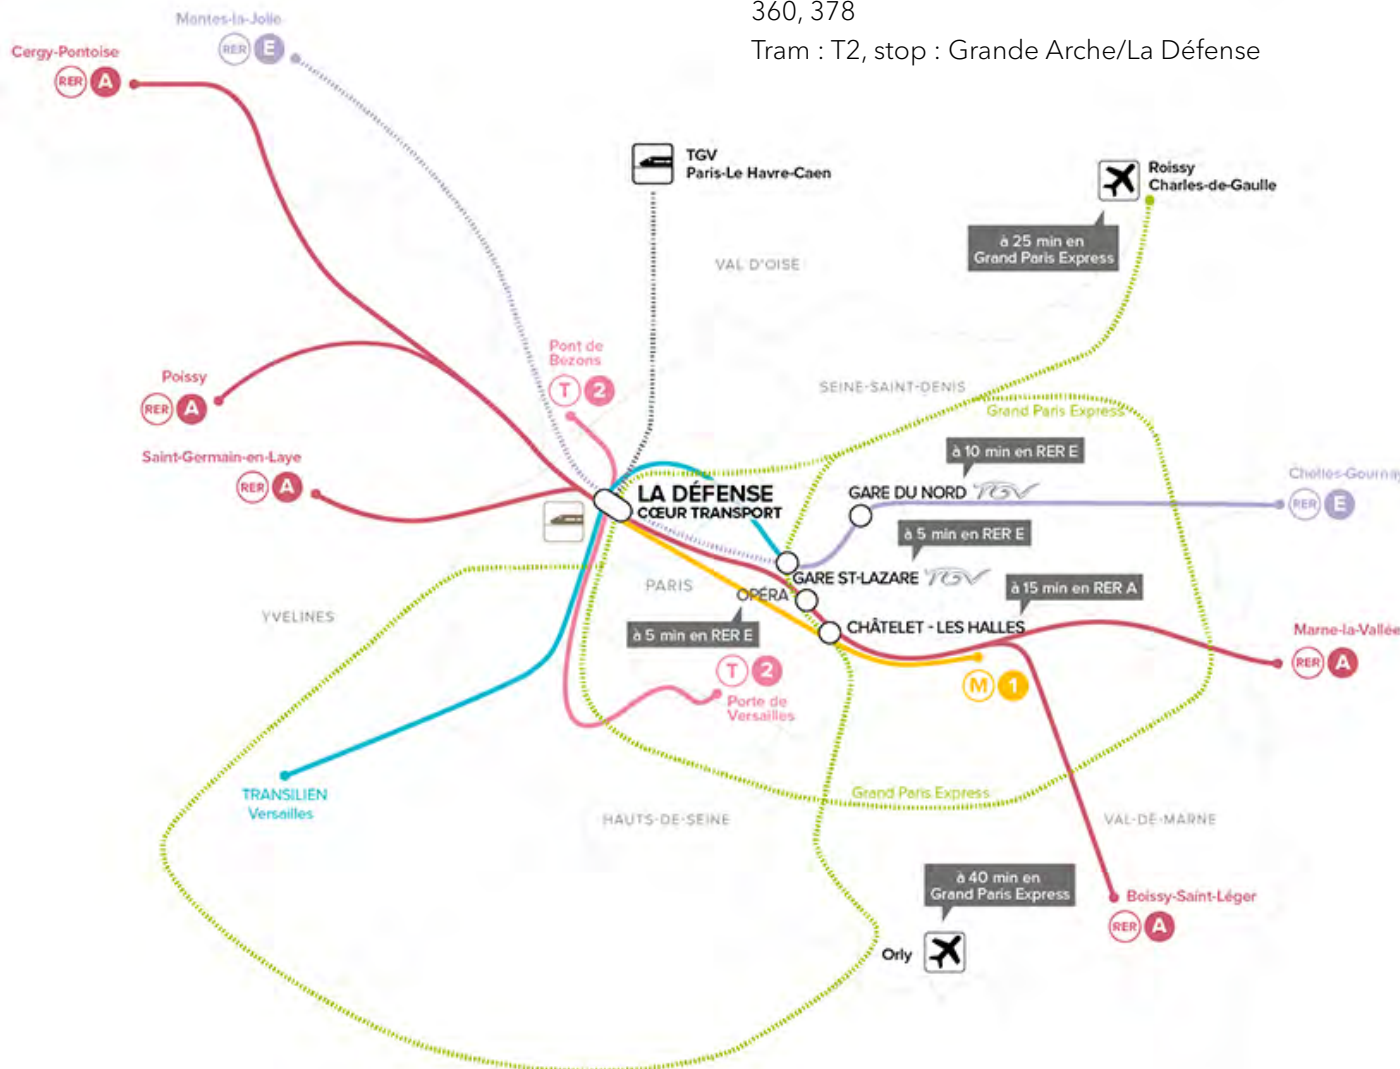 360, 378
Tram : T2, stop : Grande Arche/La Défense
Mantes-la-Jolie
RER E
Cergy-Pontoise
RER A
TGV
Paris-Le Havre-Caen
Roissy
Charles-de-Gaulle
à 25 min en
Grand Paris Express
VAL D'OISE
Pont de
Bezons
T 2
Poissy
RER A
SEINE-SAINT-DENIS
Grand Paris Express
à 10 min en RER E
Saint-Germain-en-Laye
RER A
Chelles-Gournay
RER E
LA DÉFENSE
CŒUR TRANSPORT
GARE DU NORD TGV
à 5 min en RER E
GARE ST-LAZARE TGV
PARIS
OPÉRA
à 15 min en RER A
YVELINES
à 5 min en RER E
CHÂTELET - LES HALLES
Marne-la-Vallée
RER A
T 2
Porte de
Versailles
M 1
TRANSILIEN
Versailles
Grand Paris Express
HAUTS-DE-SEINE
VAL-DE-MARNE
à 40 min en
Grand Paris Express
Boissy-Saint-Léger
RER A
Orly